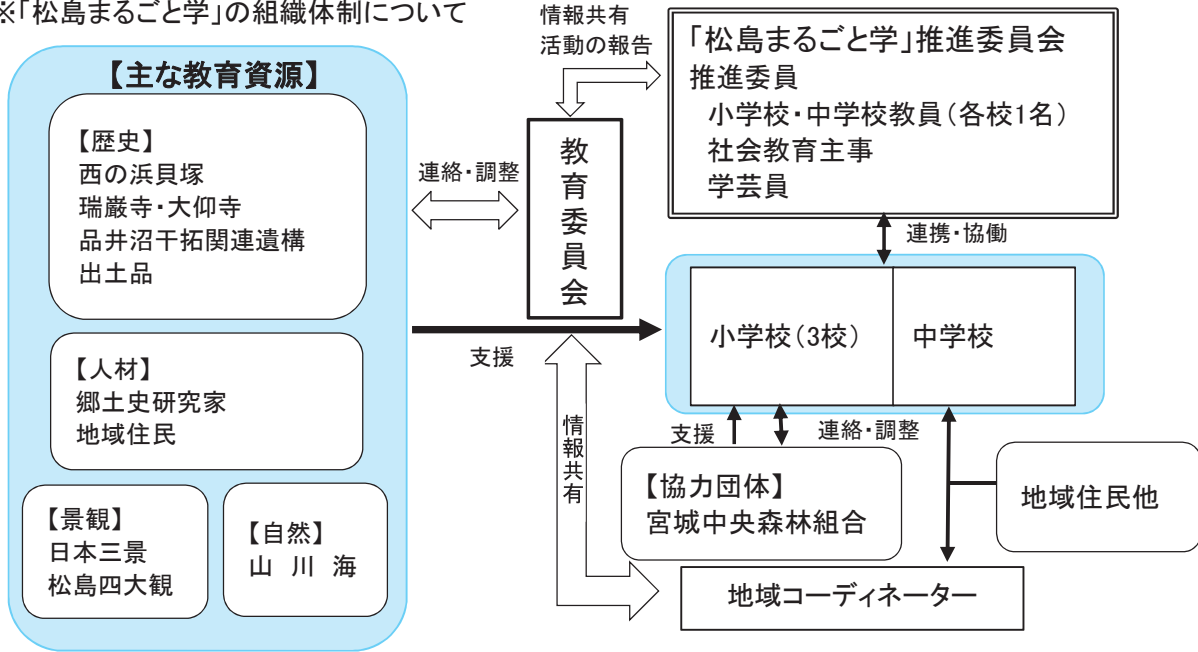 ※「松島まるごと学」の組織体制について
【主な教育資源】
【歴史】
西の浜貝塚
瑞巌寺・大仰寺
品井沼干拓関連遺構
出土品
【人材】
郷土史研究家
地域住民
【景観】
日本三景
松島四大観
【自然】
山 川 海
連絡・調整
情報共有
活動の報告
教育委員会
「松島まるごと学」推進委員会
推進委員
小学校・中学校教員(各校1名)
社会教育主事
学芸員
連携・協働
支援
小学校(3校)
中学校
情報共有
支援
連絡・調整
【協力団体】
宮城中央森林組合
地域住民他
地域コーディネーター